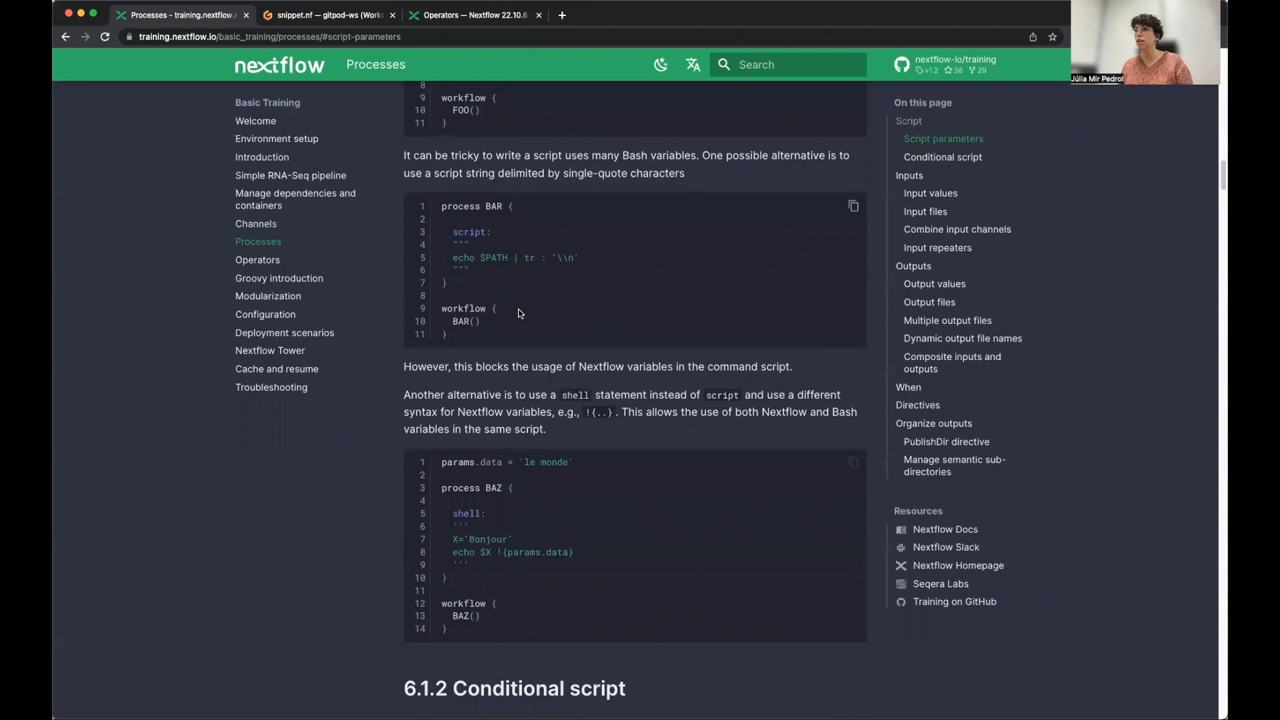 Processes - training.nextflow.
snippet.nf — gitpod-ws (Works
Operators — Nextflow 22.10.6
training.nextflow.io/basic_training/processes/#script-parameters
nextflow
Processes
Search
nextflow-io/training
v1.2 38 29
Júlia Mir Pedrol
Basic Training
Welcome
Environment setup
Introduction
Simple RNA-Seq pipeline
Manage dependencies and
containers
Channels
Processes
Operators
Groovy introduction
Modularization
Configuration
Deployment scenarios
Nextflow Tower
Cache and resume
Troubleshooting
8
9 workflow {
10 FOO()
11 }
It can be tricky to write a script uses many Bash variables. One possible alternative is to
use a script string delimited by single-quote characters
1 process BAR {
2
3 script:
4 """
5 echo $PATH | tr : '\\n'
6 """
7 }
8
9 workflow {
10 BAR()
11 }
However, this blocks the usage of Nextflow variables in the command script.
Another alternative is to use a shell statement instead of script and use a different
syntax for Nextflow variables, e.g., !{..} . This allows the use of both Nextflow and Bash
variables in the same script.
1 params.data = 'le monde'
2
3 process BAZ {
4
5 shell:
6 '''
7 X='Bonjour'
8 echo $X !{params.data}
9 '''
10 }
11
12 workflow {
13 BAZ()
14 }
6.1.2 Conditional script
On this page
Script
Script parameters
Conditional script
Inputs
Input values
Input files
Combine input channels
Input repeaters
Outputs
Output values
Output files
Multiple output files
Dynamic output file names
Composite inputs and
outputs
When
Directives
Organize outputs
PublishDir directive
Manage semantic sub-
directories
Resources
Nextflow Docs
Nextflow Slack
Nextflow Homepage
Seqera Labs
Training on GitHub